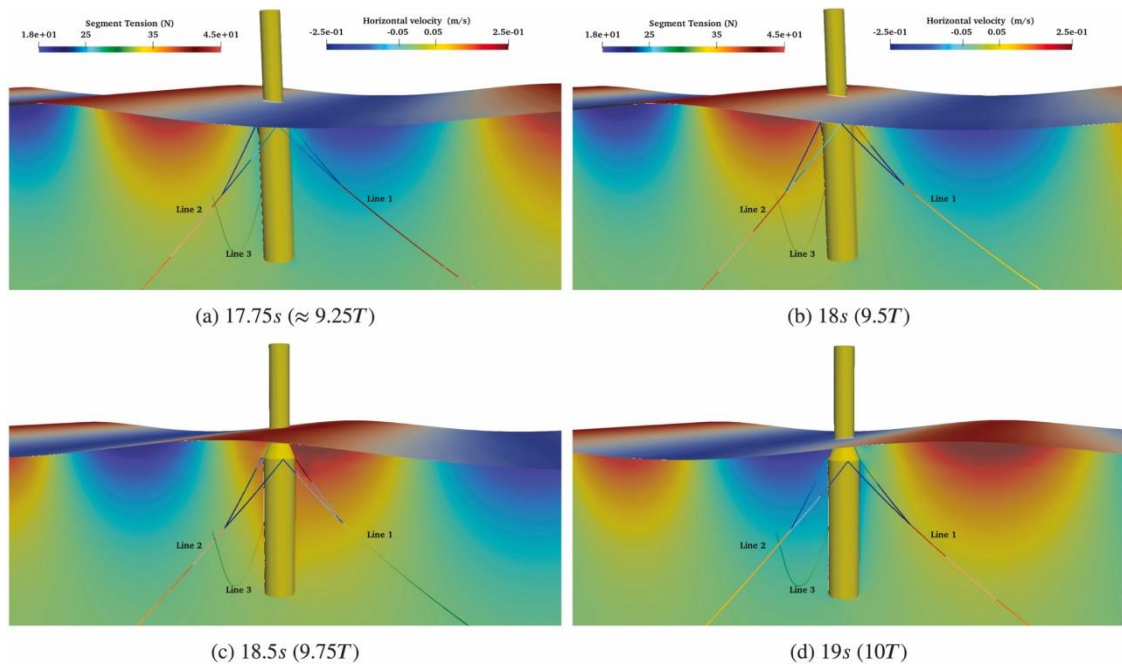 Segment Tension (N)
1.8e+01 25 35 4.5e+01
Horizontal velocity (m/s)
-2.5e-01 -0.05 0.05 2.5e-01
Line 2
Line 1
Line 3
(a) 17.75s (≈ 9.25T)
Segment Tension (N)
1.8e+01 25 35 4.5e+01
Horizontal velocity (m/s)
-2.5e-01 -0.05 0.05 2.5e-01
Line 2
Line 1
Line 3
(b) 18s (9.5T)
Line 2
Line 1
Line 3
(c) 18.5s (9.75T)
Line 2
Line 1
Line 3
(d) 19s (10T)